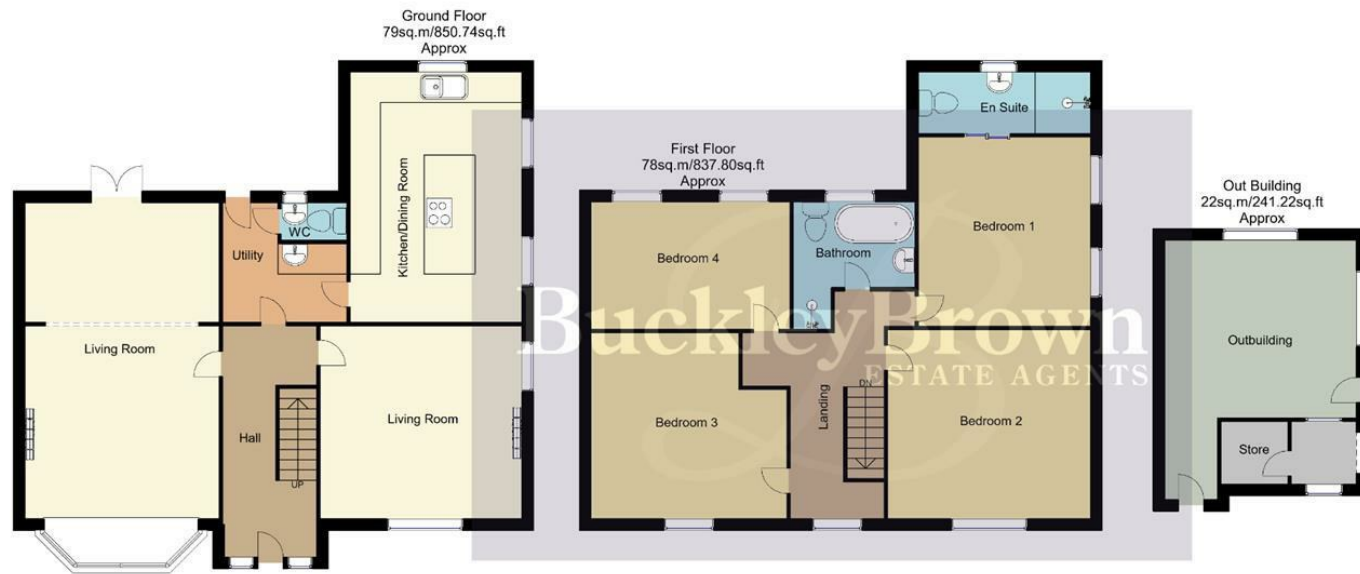 Ground Floor
79sq.m/850.74sq.ft
Approx
Kitchen/Dining Room
WC
Utility
Living Room
Hall
UP
Living Room
First Floor
78sq.m/837.80sq.ft
Approx
En Suite
Bedroom 1
Bedroom 4
Bathroom
Bedroom 3
Landing
DN
Bedroom 2
BuckleyBrown
ESTATE AGENTS
Out Building
22sq.m/241.22sq.ft
Approx
Outbuilding
Store